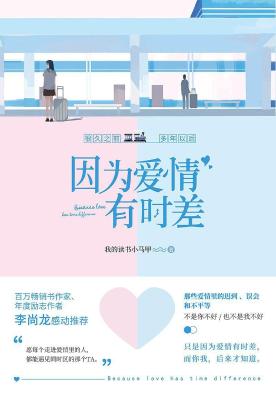 很久之前 多年以后
因为爱情
Because love
has time difference
有时差
我的读书小马甲 著
百万畅销书作家、
年度励志作者
李尚龙感动推荐
“愿每个走进爱情里的人,
都能遇见同时区的那个TA。”
那些爱情里的迟到、误会
和不平等
不是你不好/也不是我不好
只是因为爱情有时差。
而你我,后来才知道。
Because love has time difference